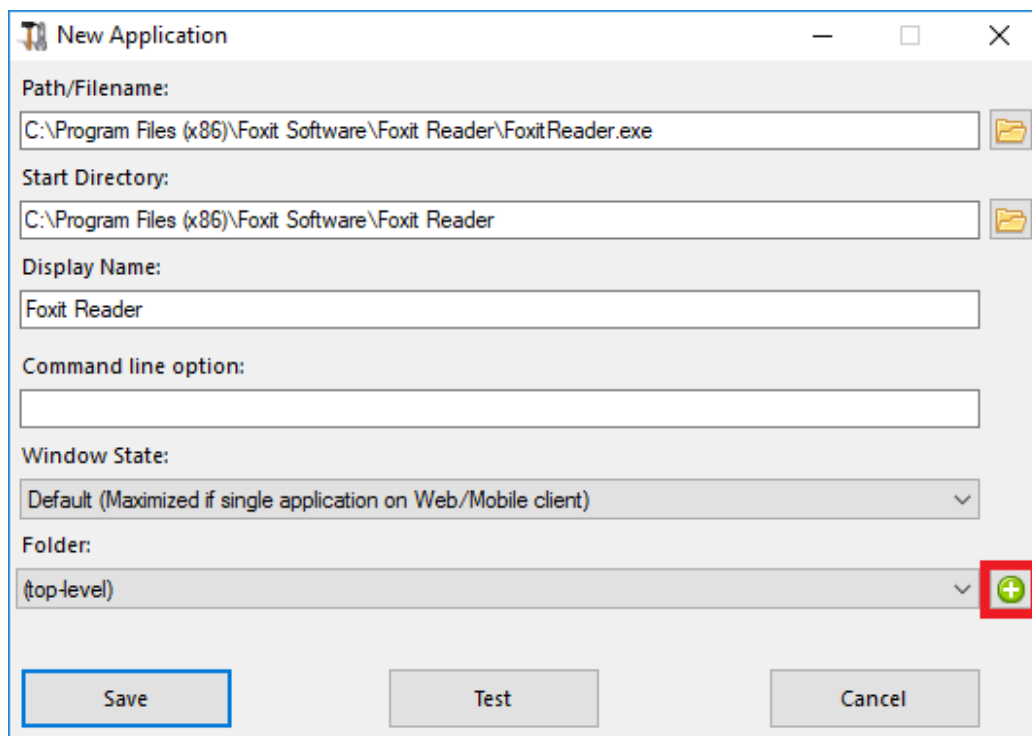 New Application
Path/Filename:
C:\Program Files (x86)\Foxit Software\Foxit Reader\FoxitReader.exe
Start Directory:
C:\Program Files (x86)\Foxit Software\Foxit Reader
Display Name:
Foxit Reader
Command line option:
Window State:
Default (Maximized if single application on Web/Mobile client)
Folder:
(top-level)
Save Test Cancel